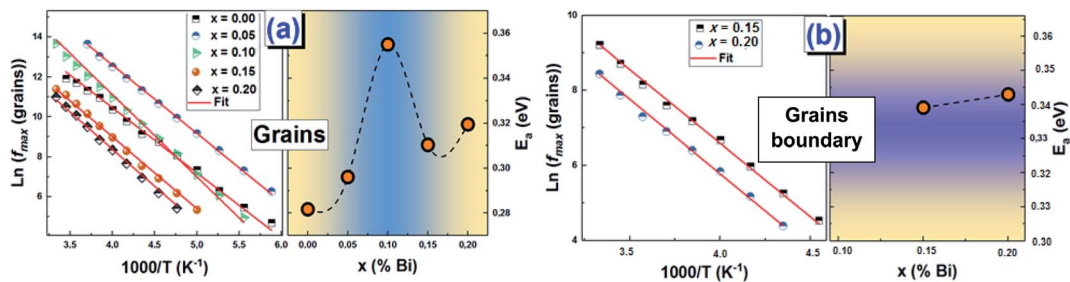 (a)
x = 0.00
x = 0.05
x = 0.10
x = 0.15
x = 0.20
Fit
Ln (fmax (grains))
14
12
10
8
6
3.5
4.0
4.5
5.0
5.5
6.0
1000/T (K-1)
Grains
0.36
0.34
0.32
0.30
0.28
Ea (eV)
0.00
0,05
0,10
0,15
0,20
x (% Bi)
(b)
x = 0.15
x = 0.20
Fit
Ln (fmax (grains))
10
8
6
4
3.5
4.0
4.5
1000/T (K-1)
Grains
boundary
0.36
0.35
0.34
0.33
0.32
0.31
0.30
Ea (eV)
0.10
0.15
0.20
x (% Bi)